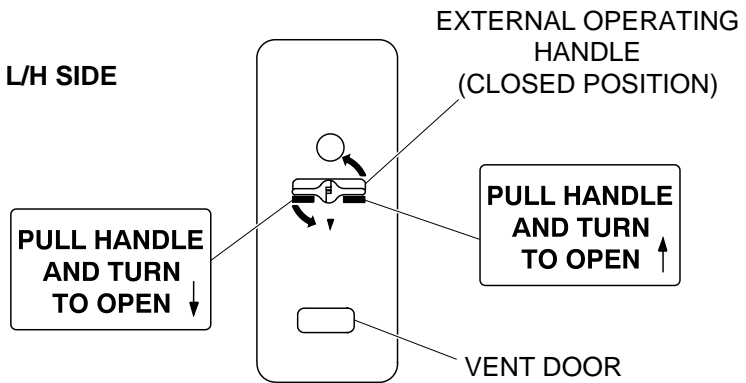 EXTERNAL OPERATING
HANDLE
(CLOSED POSITION)
L/H SIDE
PULL HANDLE
AND TURN
TO OPEN
PULL HANDLE
AND TURN
TO OPEN
VENT DOOR